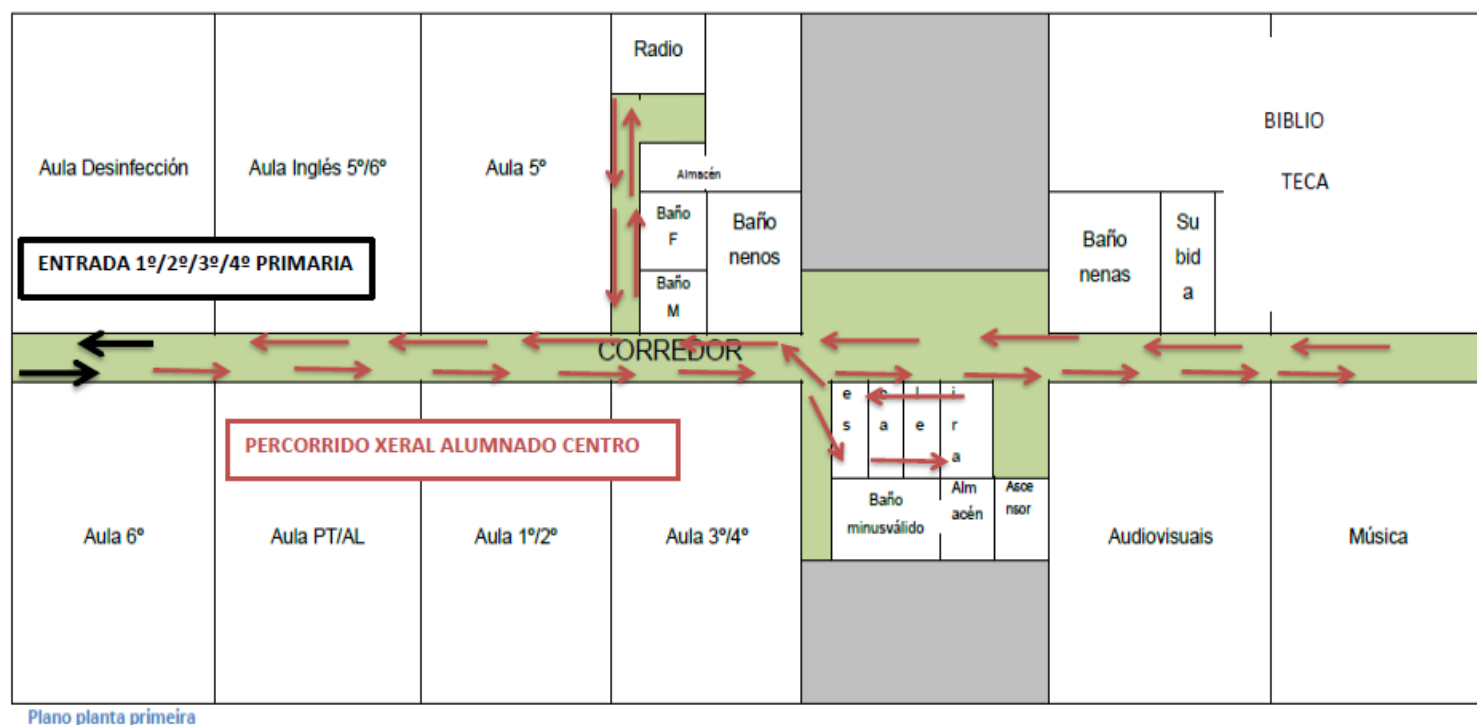 Radio
BIBLIO
TECA
Aula Desinfección
Aula Inglés 5º/6º
Aula 5º
Almacén
Baño
F
Baño
nenos
Baño
M
Baño
nenas
Su
bid
a
ENTRADA 1º/2º/3º/4º PRIMARIA
CORREDOR
e s c a l e i r a
PERCORRIDO XERAL ALUMNADO CENTRO
Baño
minusválido
Alm
acén
Asce
nsor
Aula 6º
Aula PT/AL
Aula 1º/2º
Aula 3º/4º
Audiovisuais
Música
Plano planta primeira